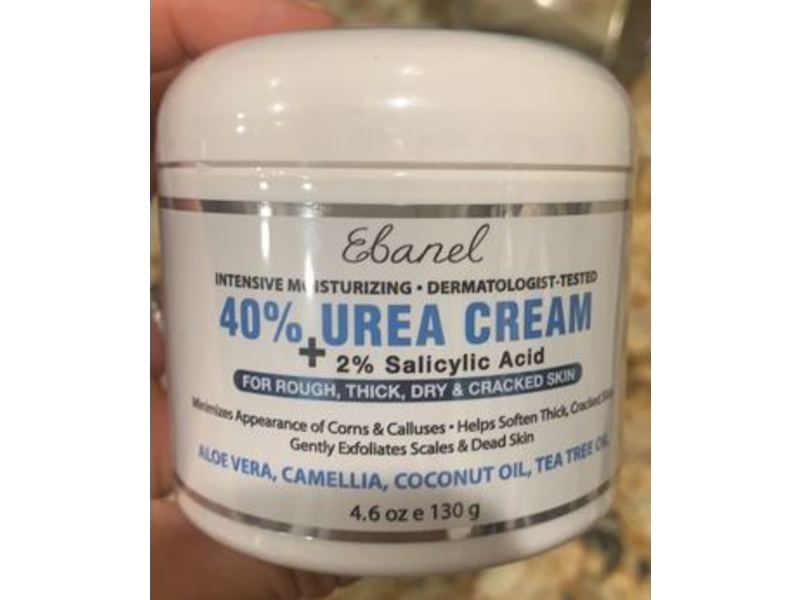 Ebanel
INTENSIVE MOISTURIZING • DERMATOLOGIST-TESTED
40% UREA CREAM
+ 2% Salicylic Acid
FOR ROUGH, THICK, DRY & CRACKED SKIN
Minimizes Appearance of Corns & Calluses • Helps Soften Thick, Cracked Skin
Gently Exfoliates Scales & Dead Skin
ALOE VERA, CAMELLIA, COCONUT OIL, TEA TREE OIL
4.6 oz e 130 g